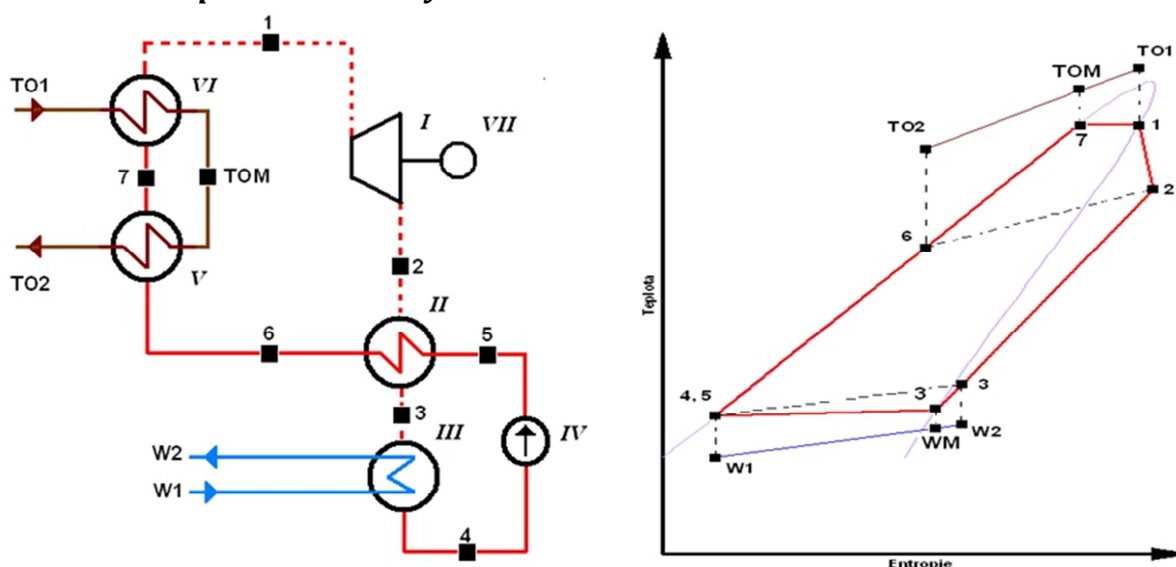 1
TO1
VI
I
VII
7
TOM
TO2
V
2
II
6
5
3
III
IV
W2
W1
4
TO1
TOM
TO2
7
1
2
6
Teplota
4, 5
3
3
WM
W2
W1
Entropie